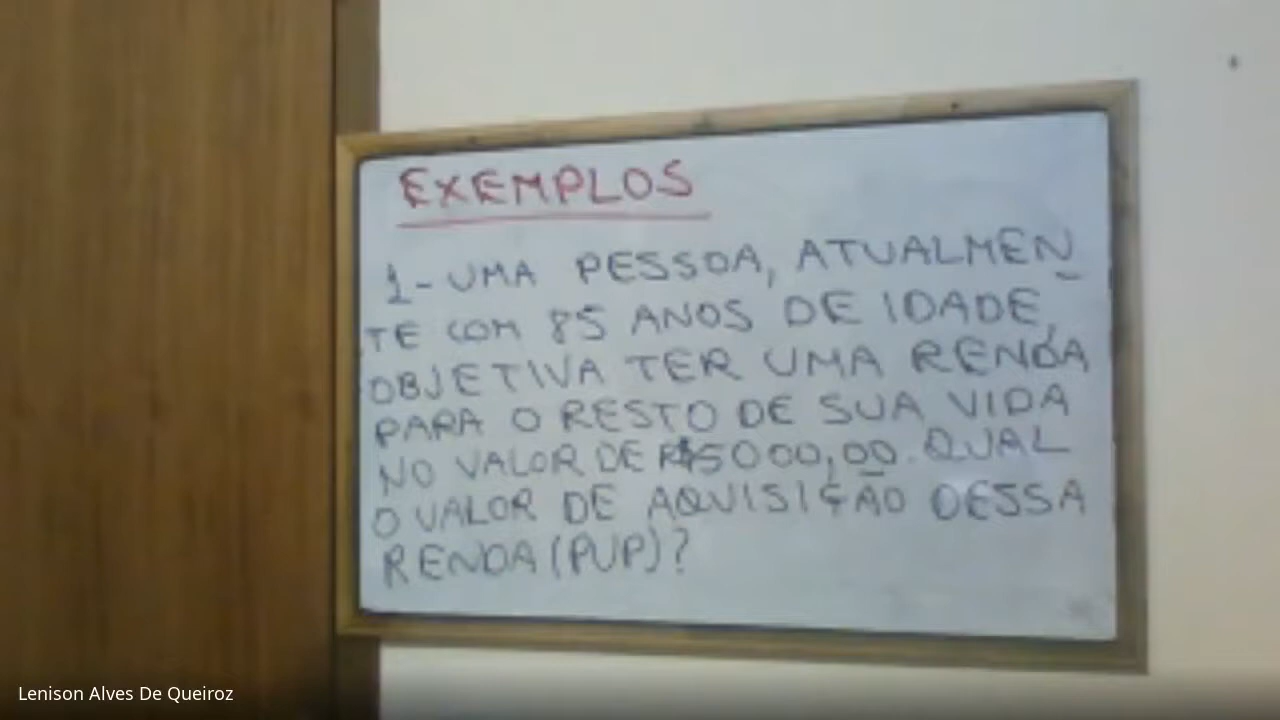 EXEMPLOS
1-UMA PESSOA, ATUALMEN
TE COM 85 ANOS DE IDADE,
OBJETIVA TER UMA RENDA
PARA O RESTO DE SUA VIDA
NO VALOR DE R$5000,00. QUAL
O VALOR DE AQUISIÇÃO DESSA
RENDA (PUP)?
Lenison Alves De Queiroz